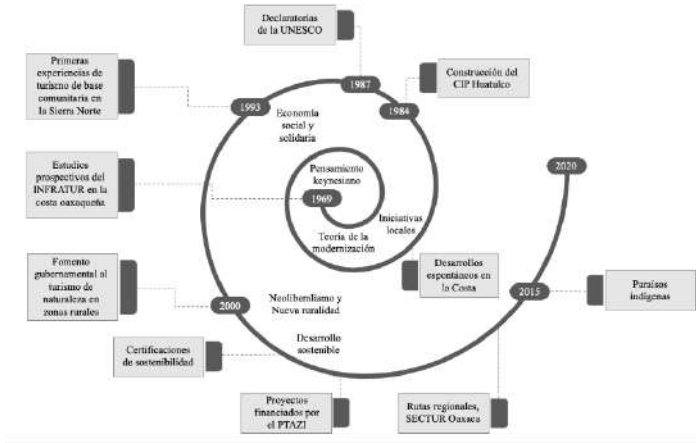 Declaratorias
de la UNESCO
Primeras
experiencias de
turismo de base
comunitaria en
la Sierra Norte
1987
Construcción del
CIP Huatulco
1993
1984
Economía
social y
solidaria
Estudios
prospectivos del
INFRATUR en la
costa oaxaqueña
Pensamiento
keynesiano
2020
1969
Iniciativas
locales
Teoría de la
modernización
Fomento
gubernamental al
turismo de
naturaleza en
zonas rurales
Desarrollos
espontáneos en
la Costa
Paraísos
indígenas
2015
2000
Neoliberalismo y
Nueva ruralidad
Desarrollo
sostenible
Certificaciones
de sostenibilidad
Proyectos
financiados por
el PTAZI
Rutas regionales,
SECTUR Oaxaca